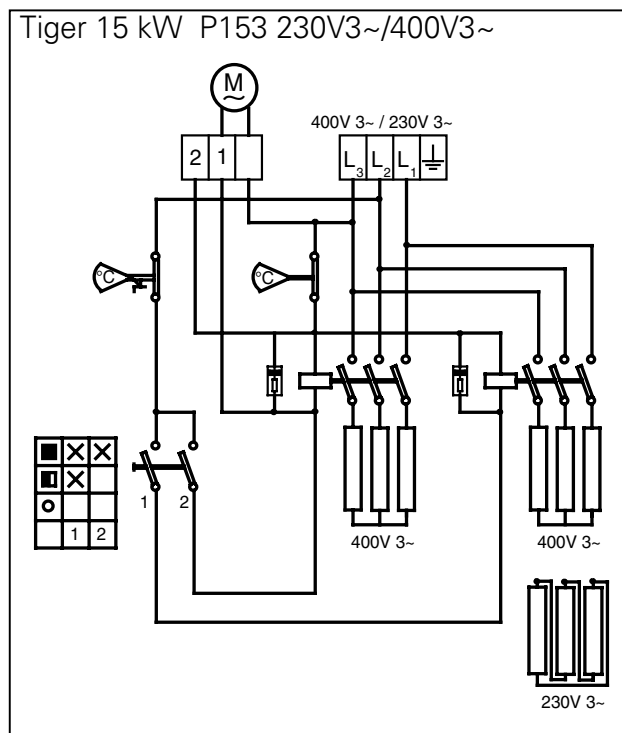 Tiger 15 kW P153 230V3~/400V3~
M
~
400V 3~ / 230V 3~
2 1
L3 L2 L1
°C
°C
1 2
1 2
400V 3~
400V 3~
230V 3~